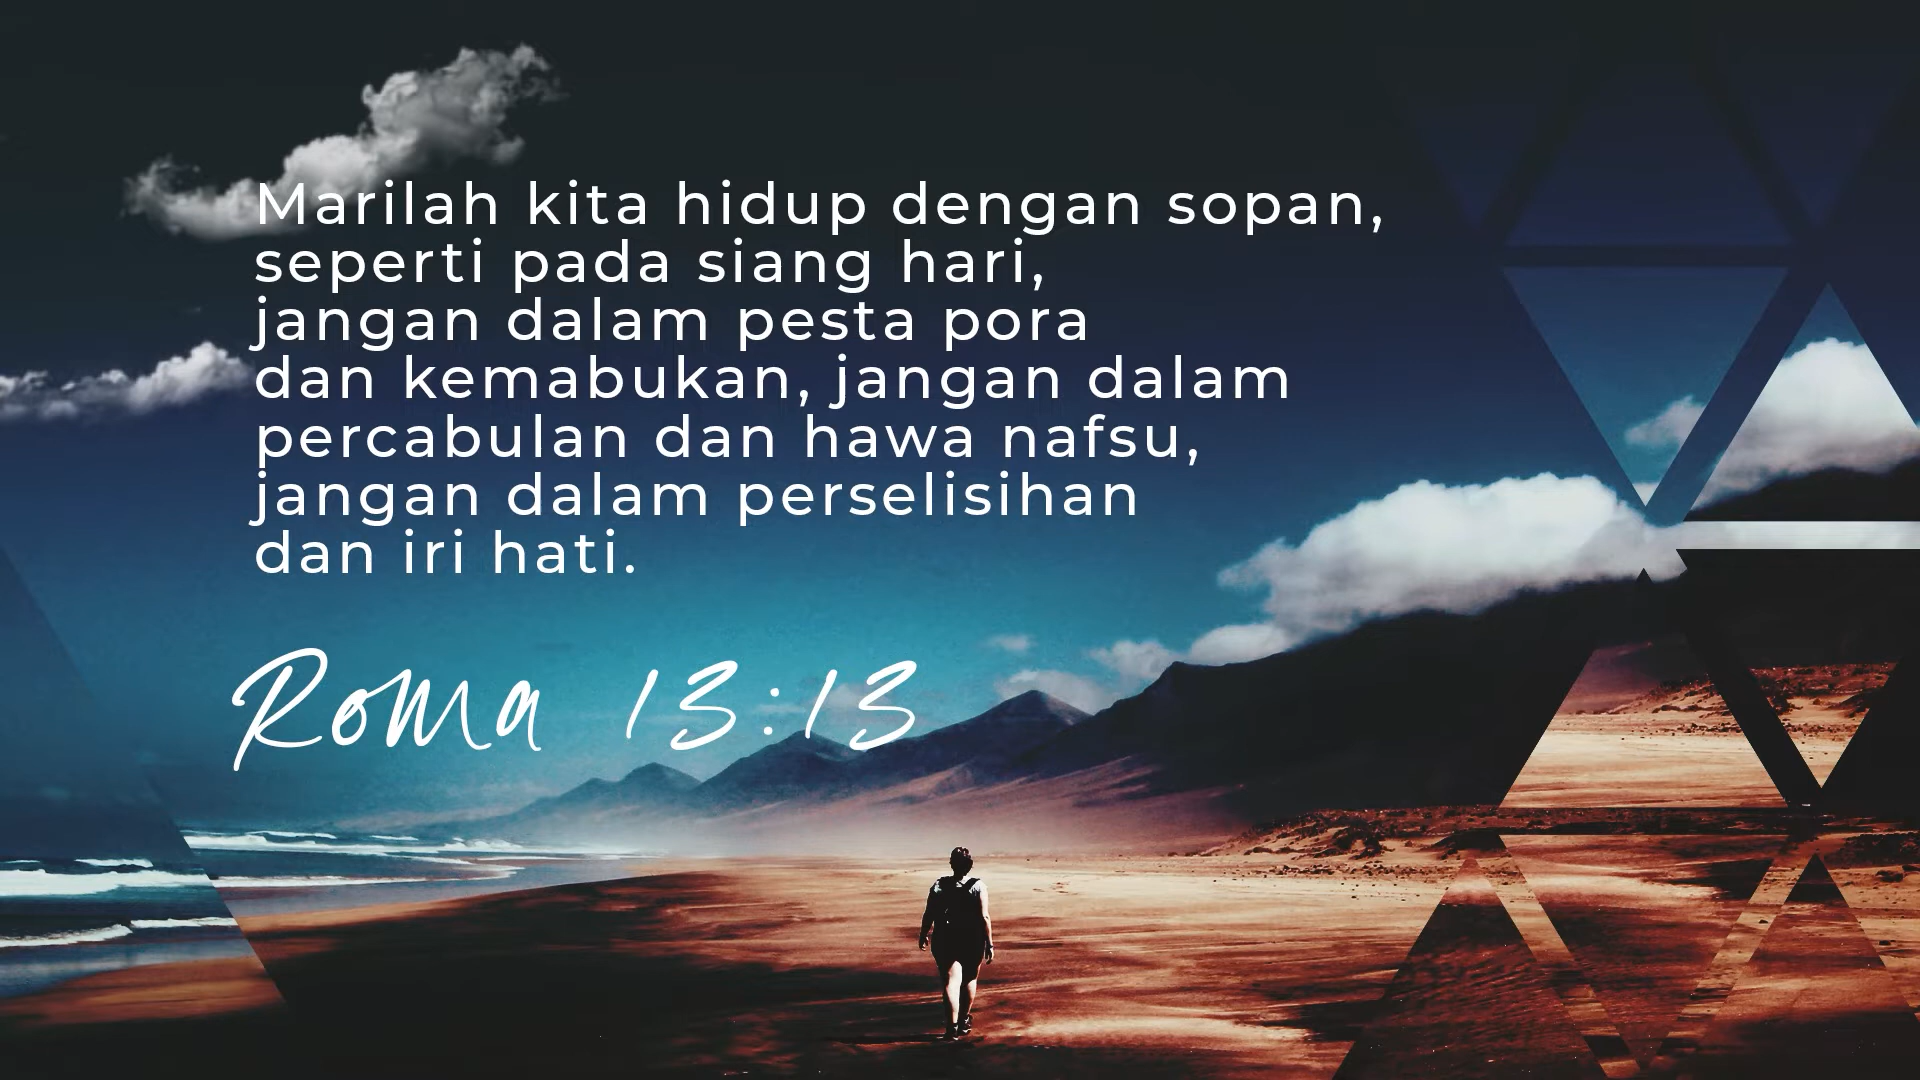 Marilah kita hidup dengan sopan,
seperti pada siang hari,
jangan dalam pesta pora
dan kemabukan, jangan dalam
percabulan dan hawa nafsu,
jangan dalam perselisihan
dan iri hati.
Roma 13:13